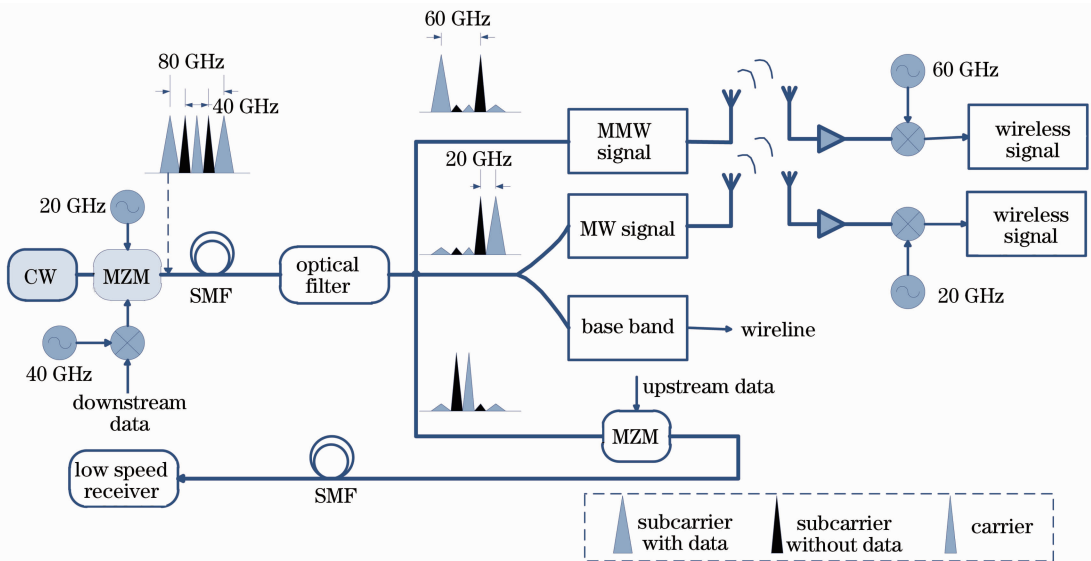 60 GHz
80 GHz
40 GHz
60 GHz
MMW
signal
wireless
signal
20 GHz
20 GHz
MW signal
wireless
signal
CW
MZM
SMF
optical
filter
20 GHz
base band
wireline
40 GHz
downstream
data
upstream data
MZM
low speed
receiver
SMF
subcarrier
with data
subcarrier
without data
carrier